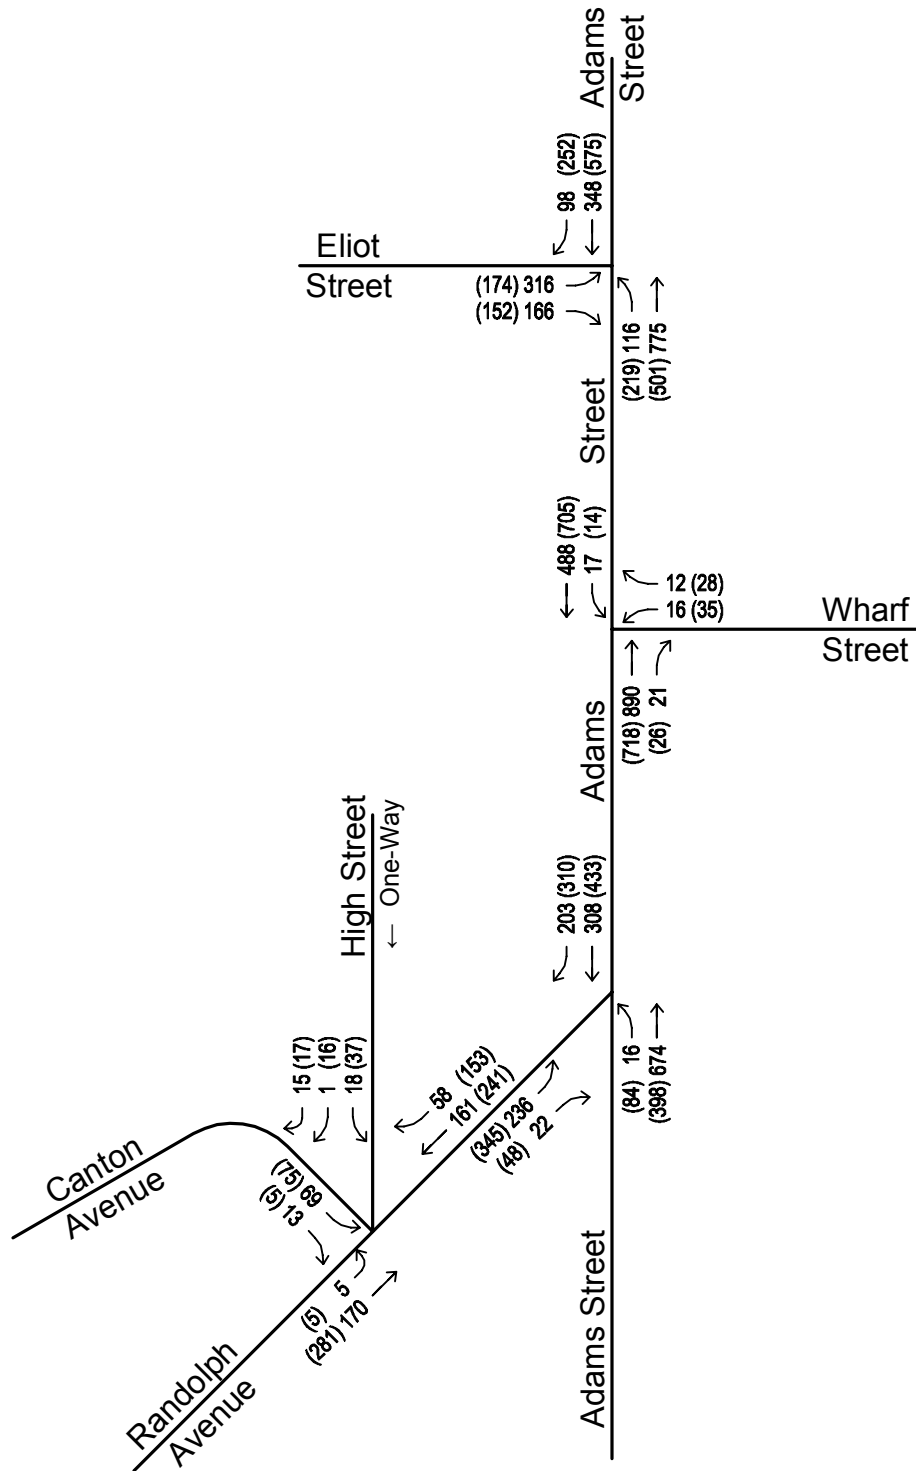 Adams
Street
98 (252)
348 (575)
Eliot
Street
(174) 316
(152) 166
(219) 116
(501) 775
Street
488 (705)
17 (14)
12 (28)
16 (35)
Wharf
Street
(718) 890
(26) 21
Adams
High Street
← One-Way
203 (310)
308 (433)
15 (17)
1 (16)
18 (37)
58 (153)
161 (241)
(345) 236
(48) 22
(84) 16
(398) 674
Canton
Avenue
(75) 69
(5) 13
(5) 5
(281) 170
Randolph
Avenue
Adams Street